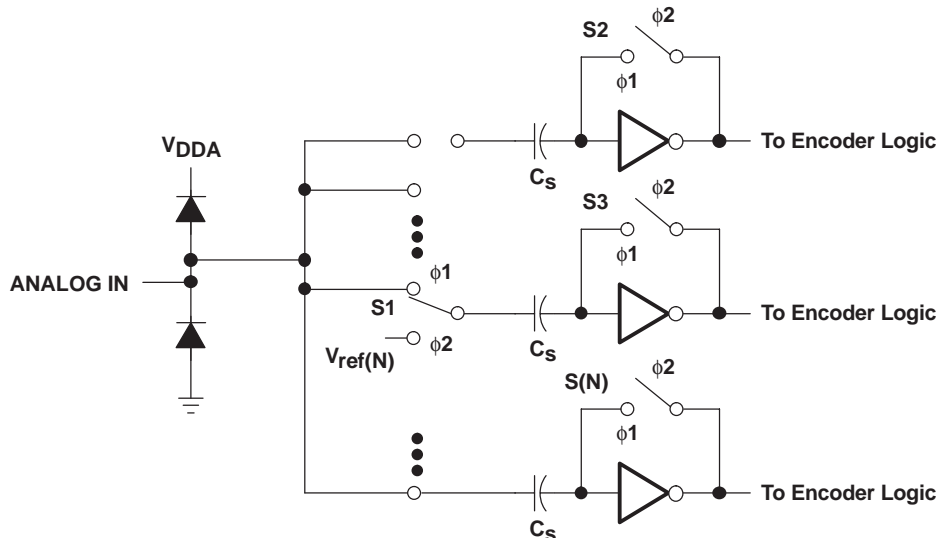 S2
ϕ2
ϕ1
VDDA
To Encoder Logic
CS
S3
ϕ2
ϕ1
ANALOG IN
ϕ1
S1
To Encoder Logic
Vref(N)
ϕ2
CS
S(N)
ϕ2
ϕ1
To Encoder Logic
CS